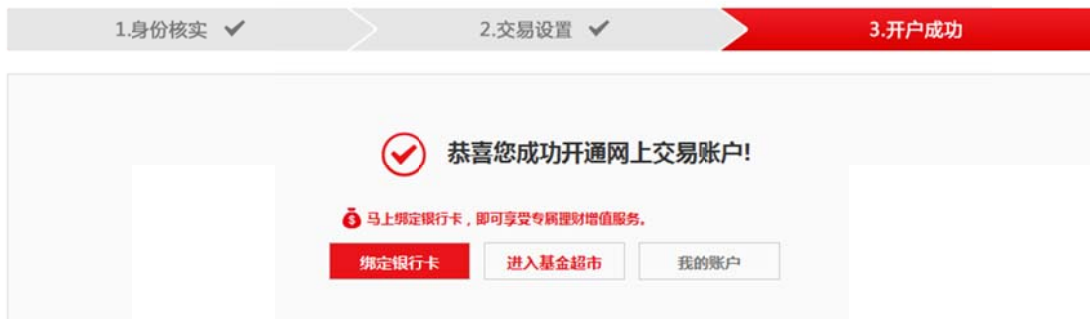 1.身份核实 ✔ 2.交易设置 ✔ 3.开户成功
恭喜您成功开通网上交易账户!
$ 马上绑定银行卡，即可享受专属理财增值服务。
绑定银行卡 进入基金超市 我的账户